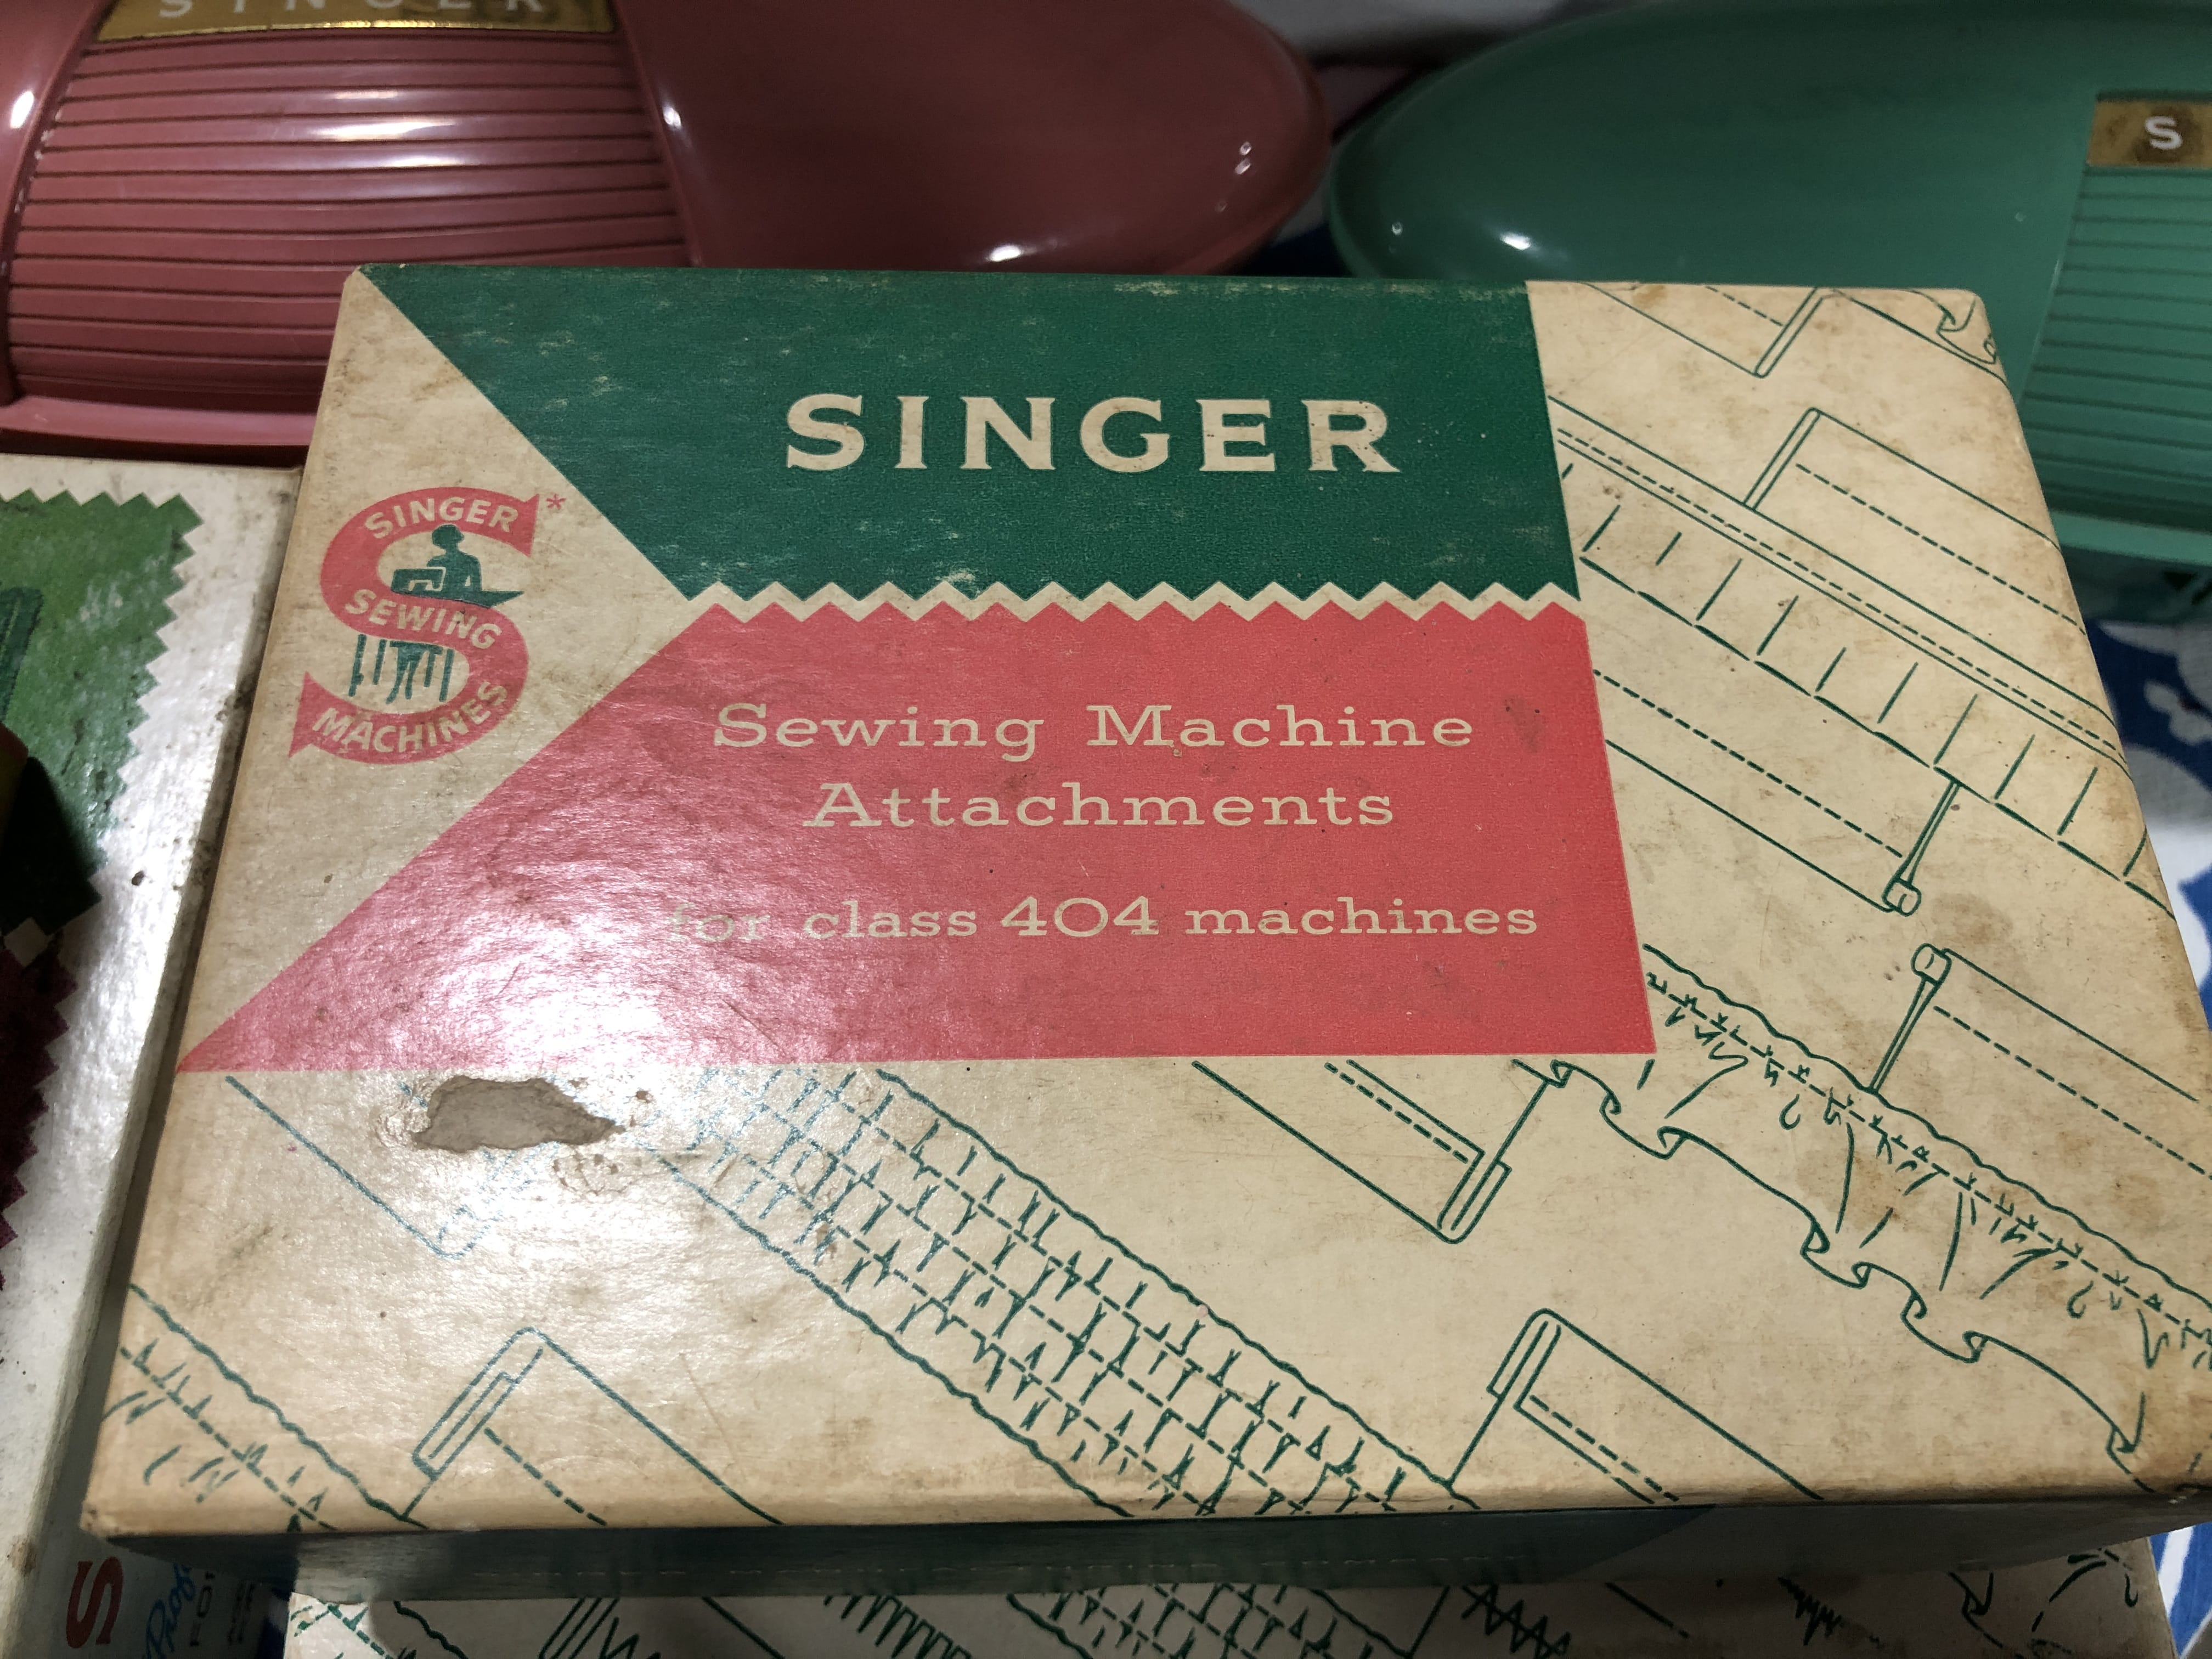 SINGER
S
SINGER
SINGER*
SEWING
MACHINES
Sewing Machine
Attachments
for class 404 machines
S